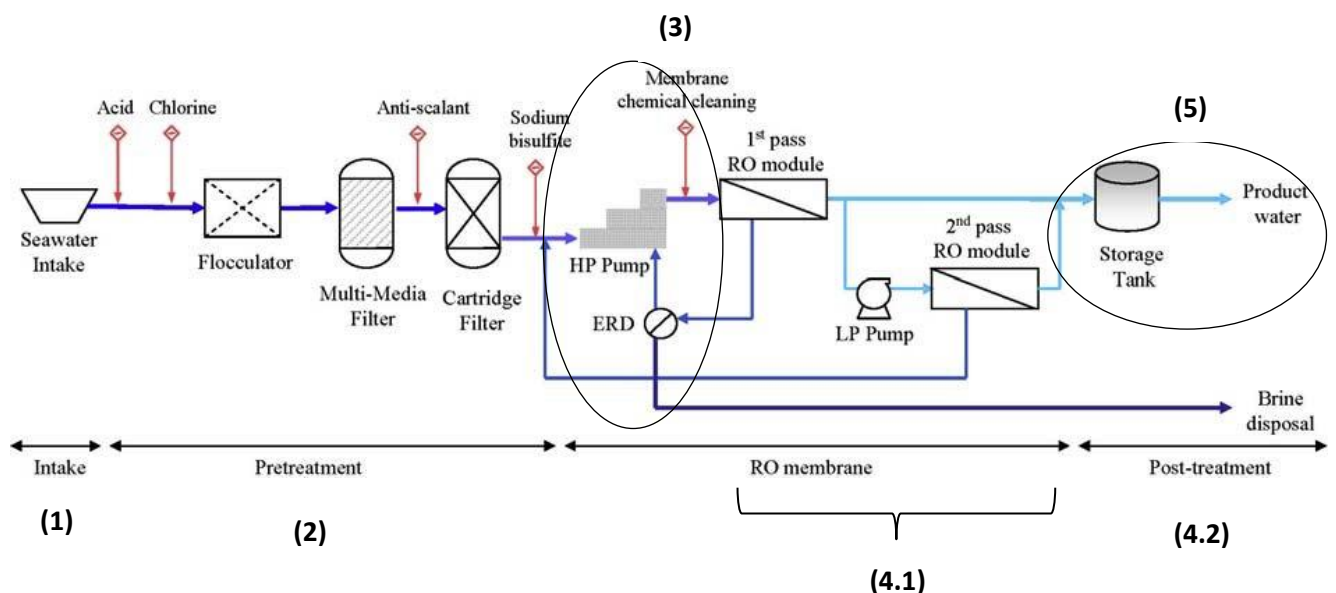 (3)
Acid
Chlorine
Anti-scalant
Sodium
bisulfite
Membrane
chemical cleaning
1st pass
RO module
(5)
Seawater
Intake
Flocculator
Multi-Media
Filter
Cartridge
Filter
HP Pump
ERD
2nd pass
RO module
LP Pump
Storage
Tank
Product
water
Brine
disposal
Intake
Pretreatment
RO membrane
Post-treatment
(1)
(2)
(4.2)
(4.1)